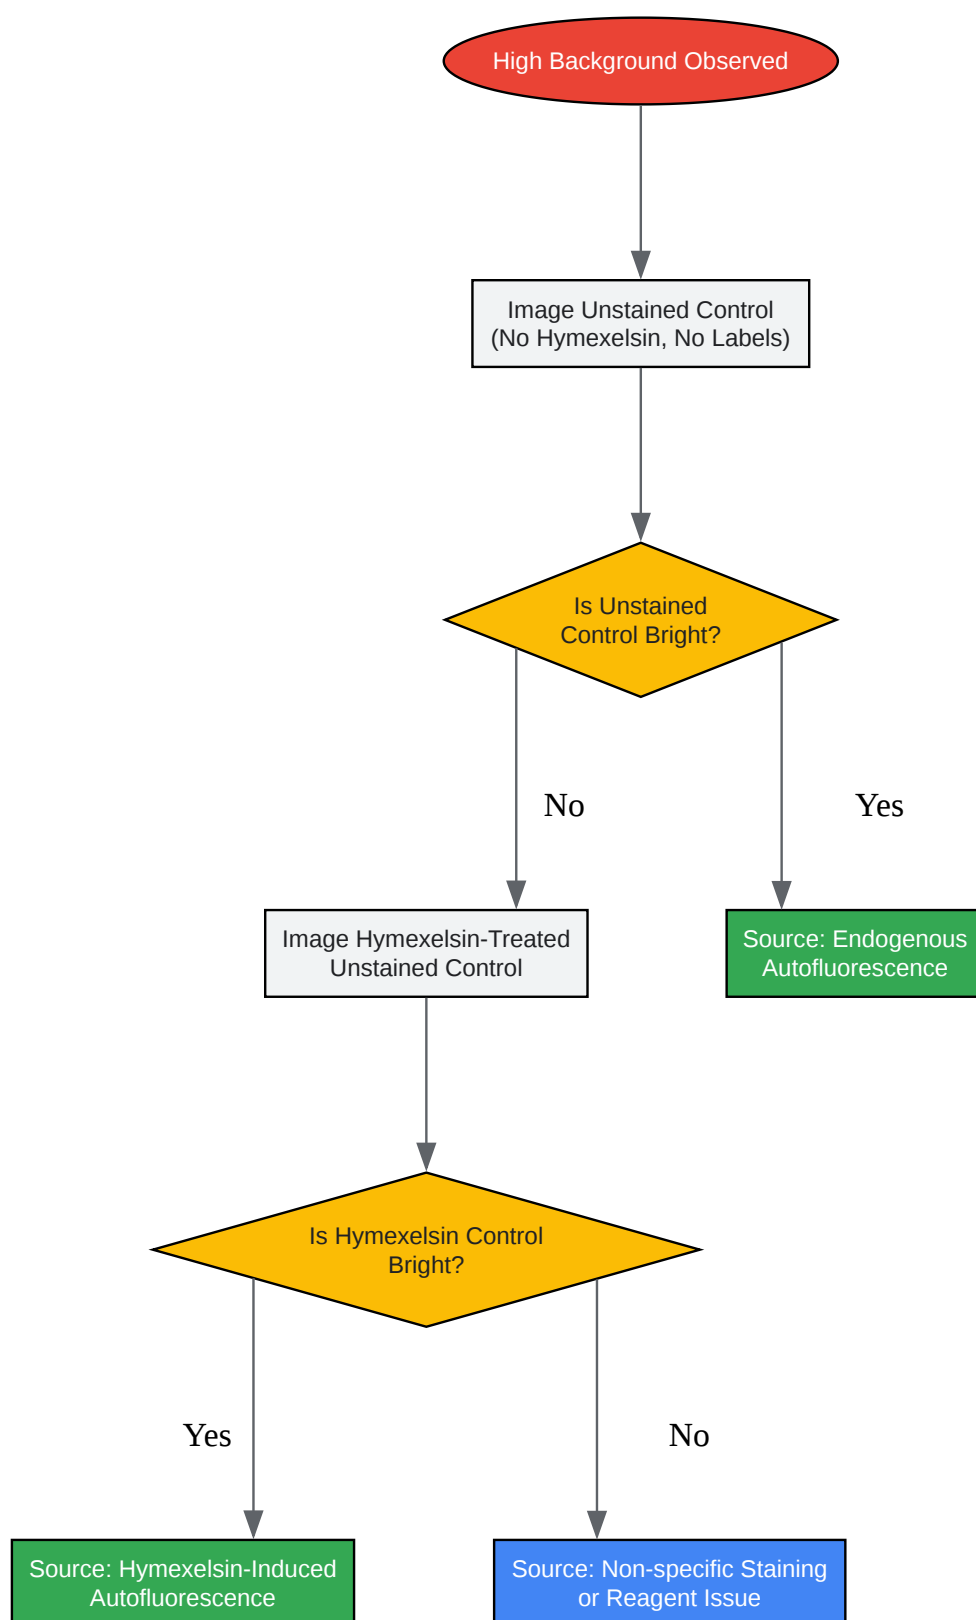 High Background Observed
Image Unstained Control
(No Hymexelsin, No Labels)
Is Unstained
Control Bright?
No
Yes
Image Hymexelsin-Treated
Unstained Control
Source: Endogenous
Autofluorescence
Is Hymexelsin Control
Bright?
Yes
No
Source: Hymexelsin-Induced
Autofluorescence
Source: Non-specific Staining
or Reagent Issue